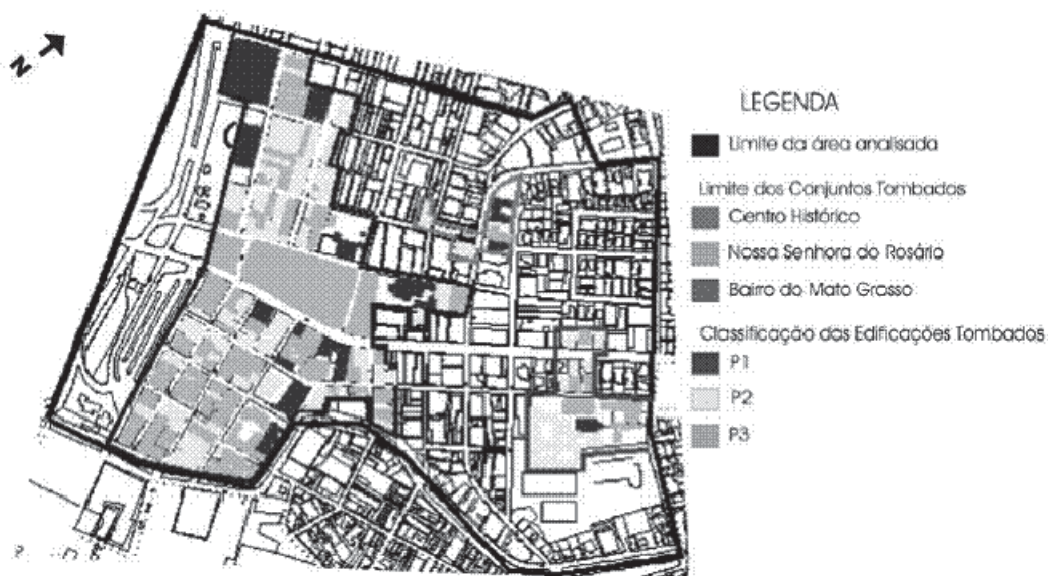 N
LEGENDA
Limite da área analisada
Limite dos Conjuntos Tombados
Centro Histórico
Nossa Senhora do Rosário
Bairro do Mato Grosso
Classificação das Edificações Tombados
P1
P2
P3